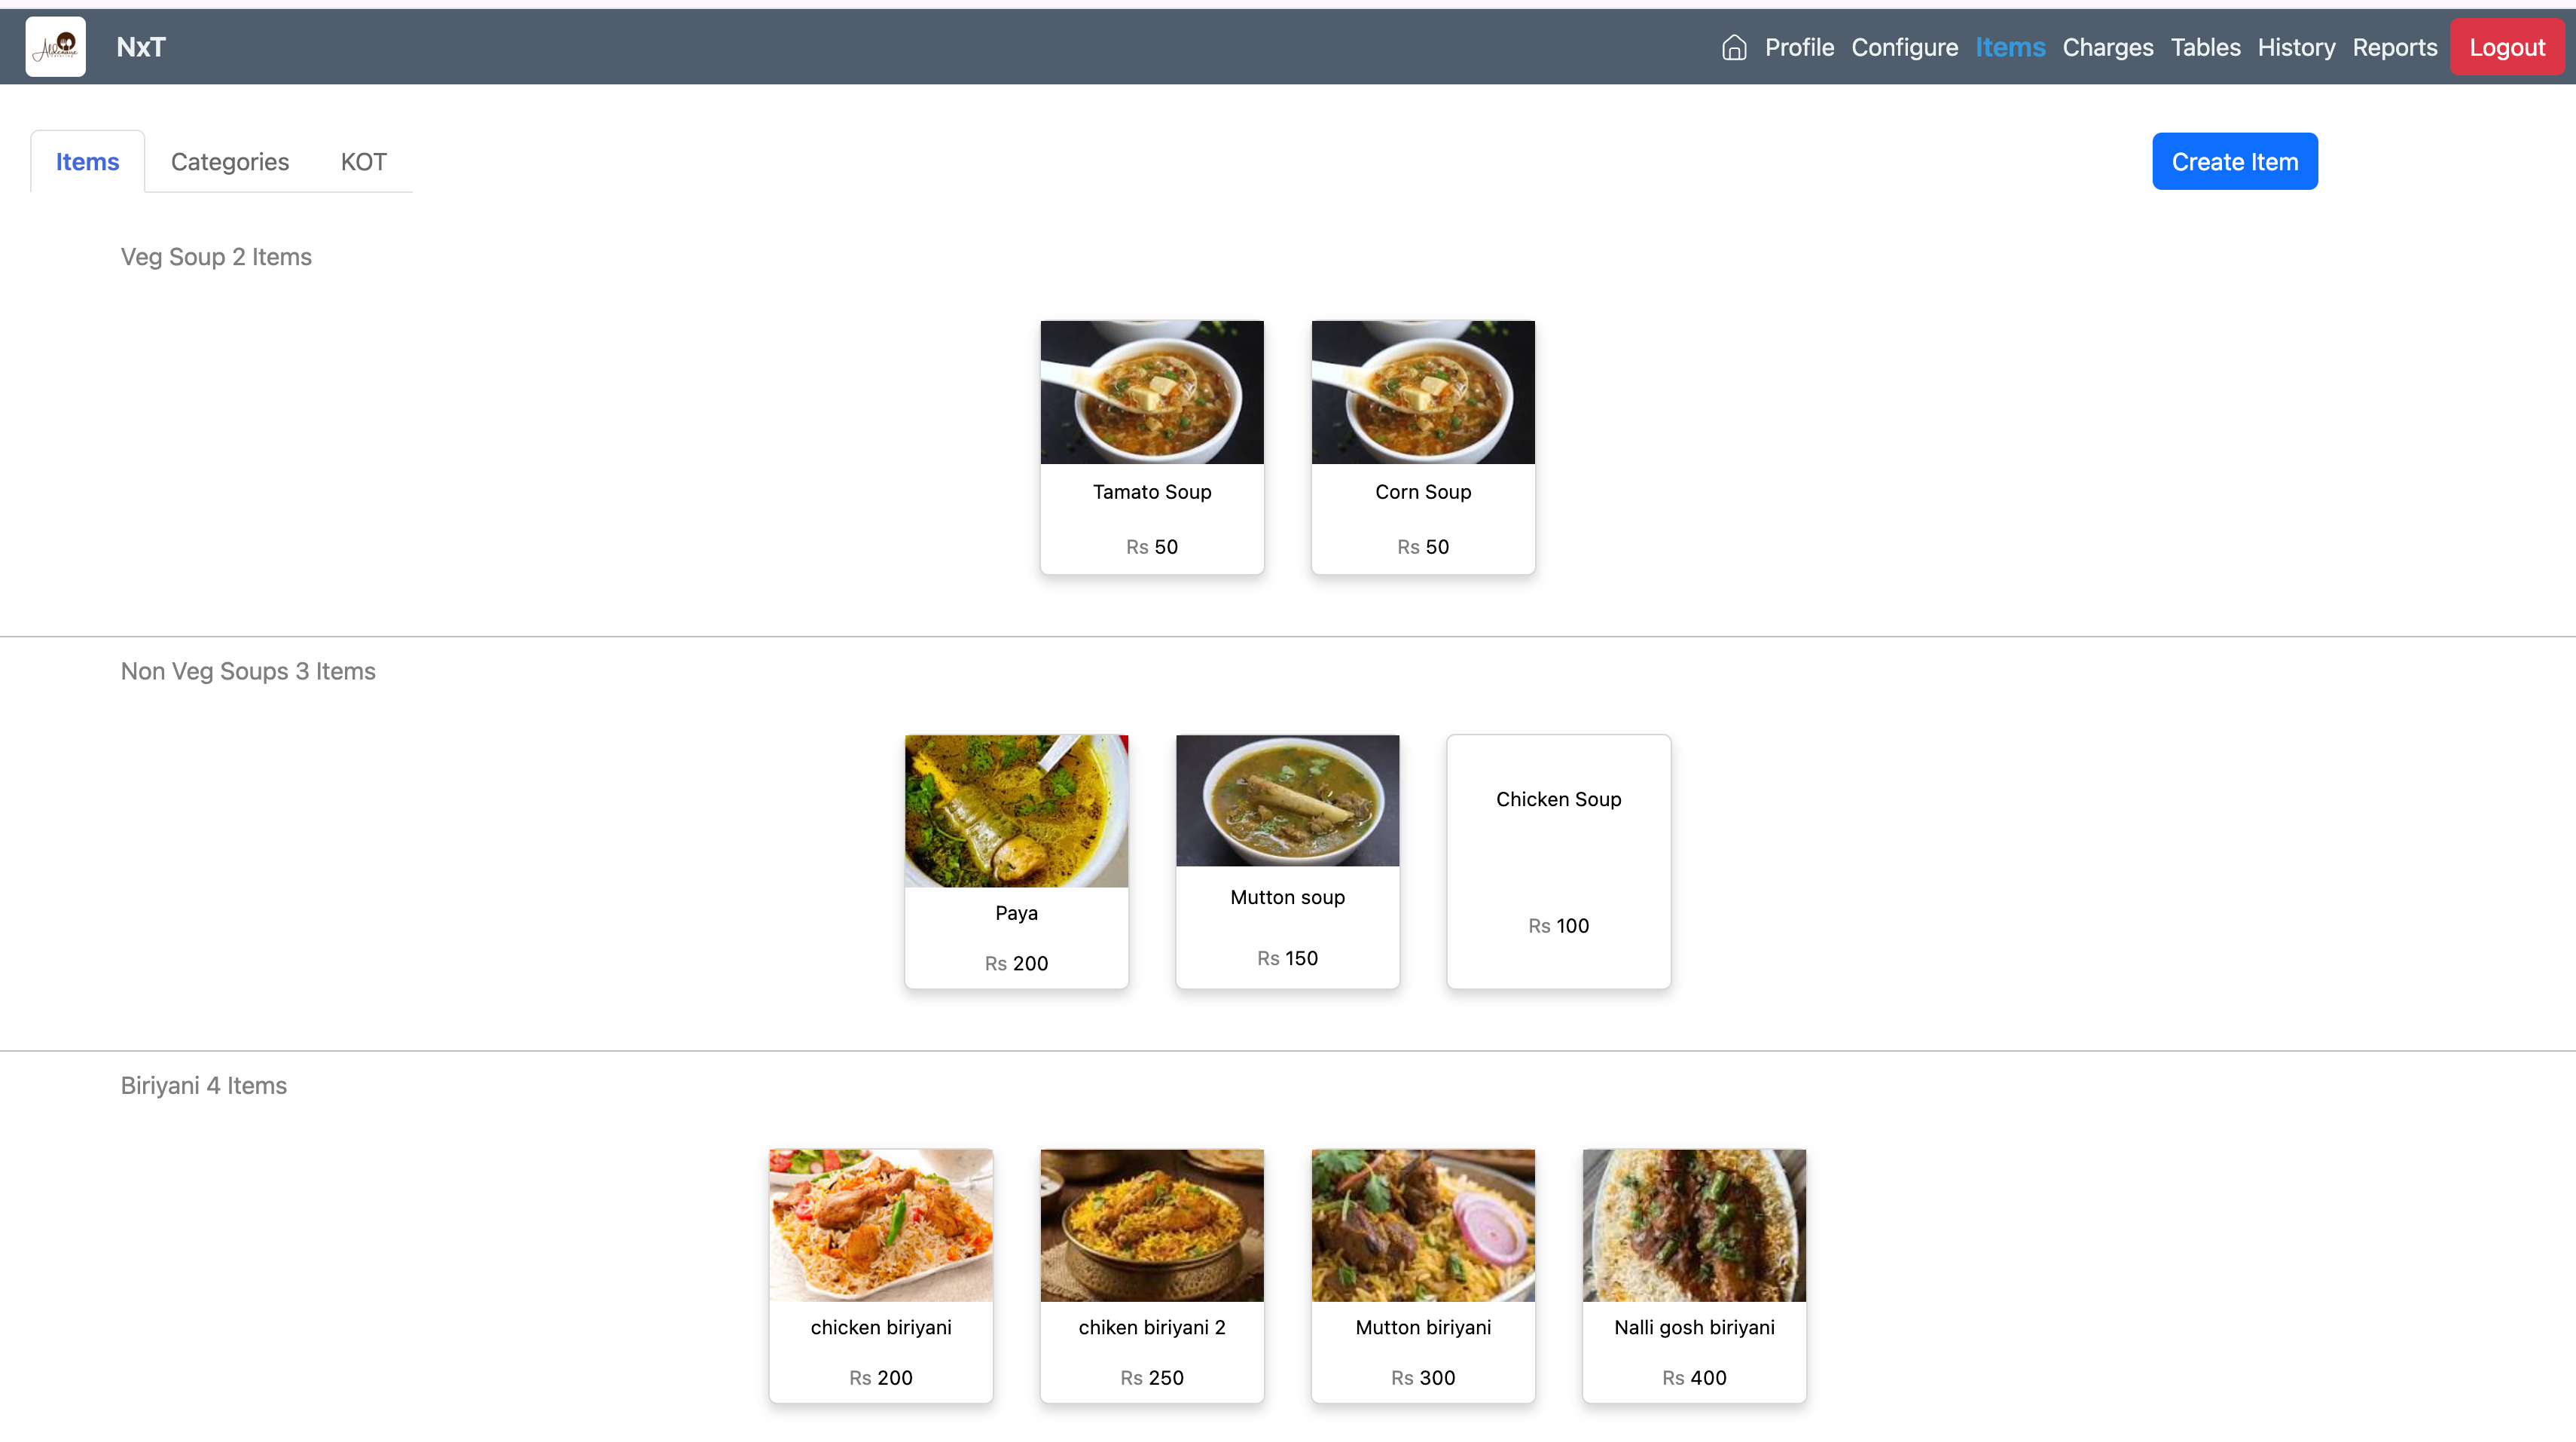 NxT
Profile Configure Items Charges Tables History Reports Logout
Items Categories KOT
Create Item
Veg Soup 2 Items
Tamato Soup
Rs 50
Corn Soup
Rs 50
Non Veg Soups 3 Items
Paya
Rs 200
Mutton soup
Rs 150
Chicken Soup
Rs 100
Biriyani 4 Items
chicken biriyani
Rs 200
chiken biriyani 2
Rs 250
Mutton biriyani
Rs 300
Nalli gosh biriyani
Rs 400